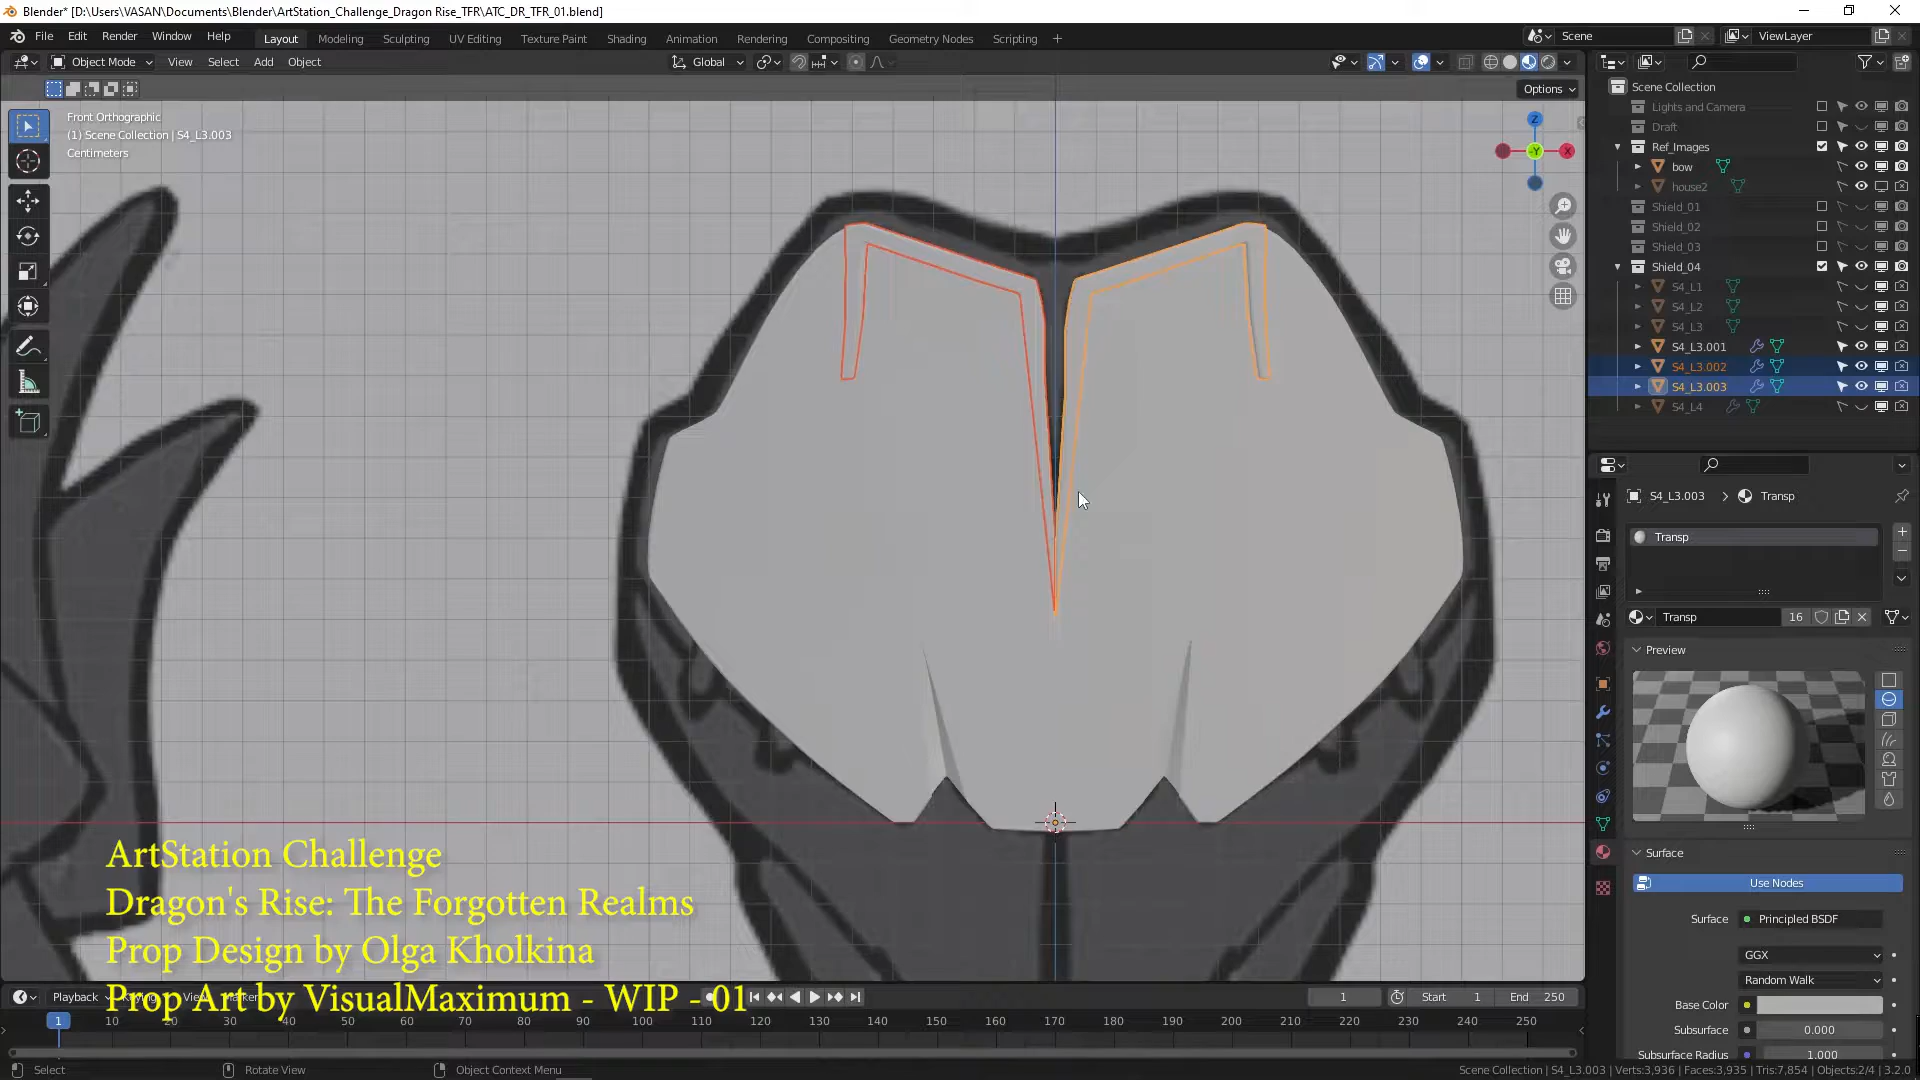 Blender* [D:\Users\VASAN\Documents\Blender\ArtStation_Challenge_Dragon Rise_TFR\ATC_DR_TFR_01.blend]
File Edit Render Window Help
Layout Modeling Sculpting UV Editing Texture Paint Shading Animation Rendering Compositing Geometry Nodes Scripting +
Scene
ViewLayer
Object Mode View Select Add Object
Global
Options
Front Orthographic
(1) Scene Collection | S4_L3.003
Centimeters
Z
-Y
X
Scene Collection
Lights and Camera
Draft
Ref_Images
bow
house2
Shield_01
Shield_02
Shield_03
Shield_04
S4_L1
S4_L2
S4_L3
S4_L3.001
S4_L3.002
S4_L3.003
S4_L4
S4_L3.003 > Transp
Transp
Transp 16
Preview
Surface
Use Nodes
Surface Principled BSDF
GGX
Random Walk
Base Color
Subsurface 0.000
Subsurface Radius 1.000
ArtStation Challenge
Dragon's Rise: The Forgotten Realms
Prop Design by Olga Kholkina
Prop Art by VisualMaximum - WIP - 01
Playback View
1 Start 1 End 250
1 10 20 30 40 50 60 70 80 90 100 110 120 130 140 150 160 170 180 190 200 210 220 230 240 250
Select Rotate View Object Context Menu
Scene Collection | S4_L3.003 | Verts:3,936 | Faces:3,935 | Tris:7,854 | Objects:2/4 | 3.2.0